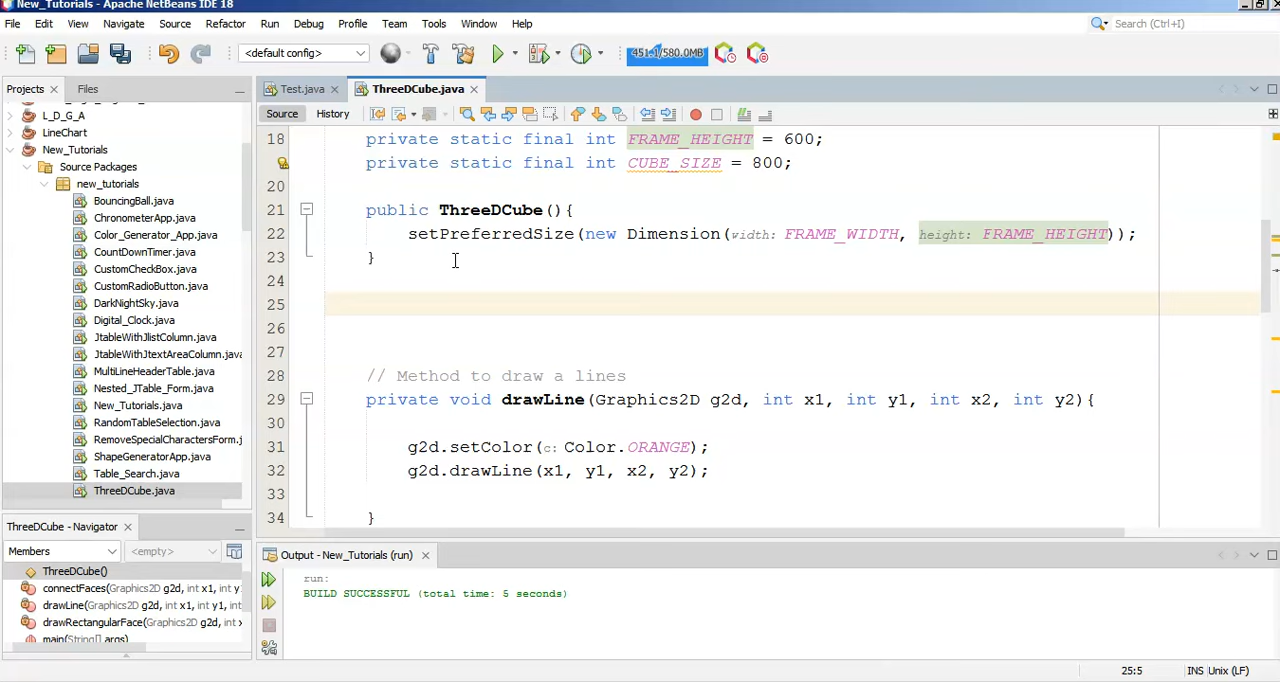 New_Tutorials - Apache NetBeans IDE 18
File Edit View Navigate Source Refactor Run Debug Profile Team Tools Window Help
Search (Ctrl+I)
<default config>
451.1/580.0MB
Projects Files
Test.java ThreeDCube.java
Source History
L_D_G_A
LineChart
New_Tutorials
Source Packages
new_tutorials
BouncingBall.java
ChronometerApp.java
Color_Generator_App.java
CountDownTimer.java
CustomCheckBox.java
CustomRadioButton.java
DarkNightSky.java
Digital_Clock.java
JtableWithJlistColumn.java
JtableWithJtextAreaColumn.java
MultiLineHeaderTable.java
Nested_JTable_Form.java
New_Tutorials.java
RandomTableSelection.java
RemoveSpecialCharactersForm.j
ShapeGeneratorApp.java
Table_Search.java
ThreeDCube.java
18 private static final int FRAME_HEIGHT = 600;
private static final int CUBE_SIZE = 800;
20
21 public ThreeDCube(){
22 setPreferredSize(new Dimension(width: FRAME_WIDTH, height: FRAME_HEIGHT));
23 }
24
25
26
27
28 // Method to draw a lines
29 private void drawLine(Graphics2D g2d, int x1, int y1, int x2, int y2){
30
31 g2d.setColor(c: Color.ORANGE);
32 g2d.drawLine(x1, y1, x2, y2);
33
34 }
ThreeDCube - Navigator
Members <empty>
ThreeDCube()
connectFaces(Graphics2D g2d, int x1, int y
drawLine(Graphics2D g2d, int x1, int y1, int
drawRectangularFace(Graphics2D g2d, int x
main(String[] args)
Output - New_Tutorials (run)
run:
BUILD SUCCESSFUL (total time: 5 seconds)
25:5 INS Unix (LF)